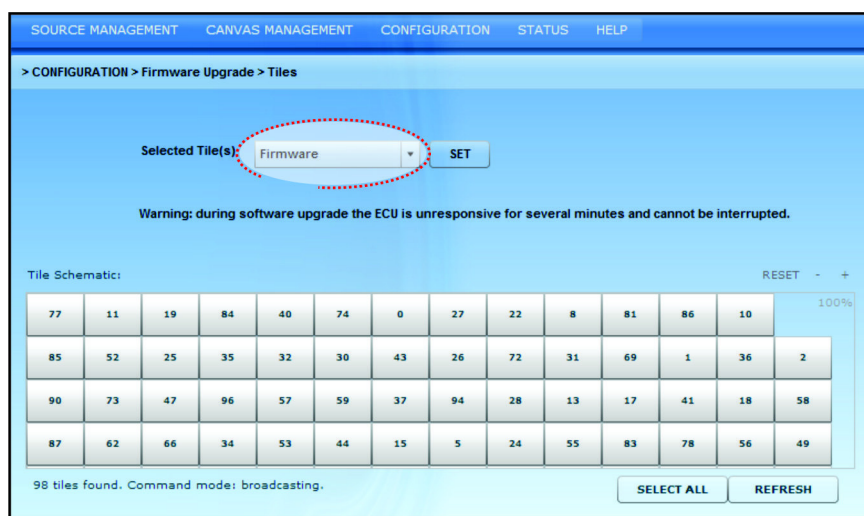 SOURCE MANAGEMENT CANVAS MANAGEMENT CONFIGURATION STATUS HELP
> CONFIGURATION > Firmware Upgrade > Tiles
Selected Tile(s): Firmware SET
Warning: during software upgrade the ECU is unresponsive for several minutes and cannot be interrupted.
Tile Schematic: RESET - +
100%
77 11 19 84 40 74 0 27 22 8 81 86 10
85 52 25 35 32 30 43 26 72 31 69 1 36 2
90 73 47 96 57 59 37 94 28 13 17 41 18 58
87 62 66 34 53 44 15 5 24 55 83 78 56 49
98 tiles found. Command mode: broadcasting. SELECT ALL REFRESH